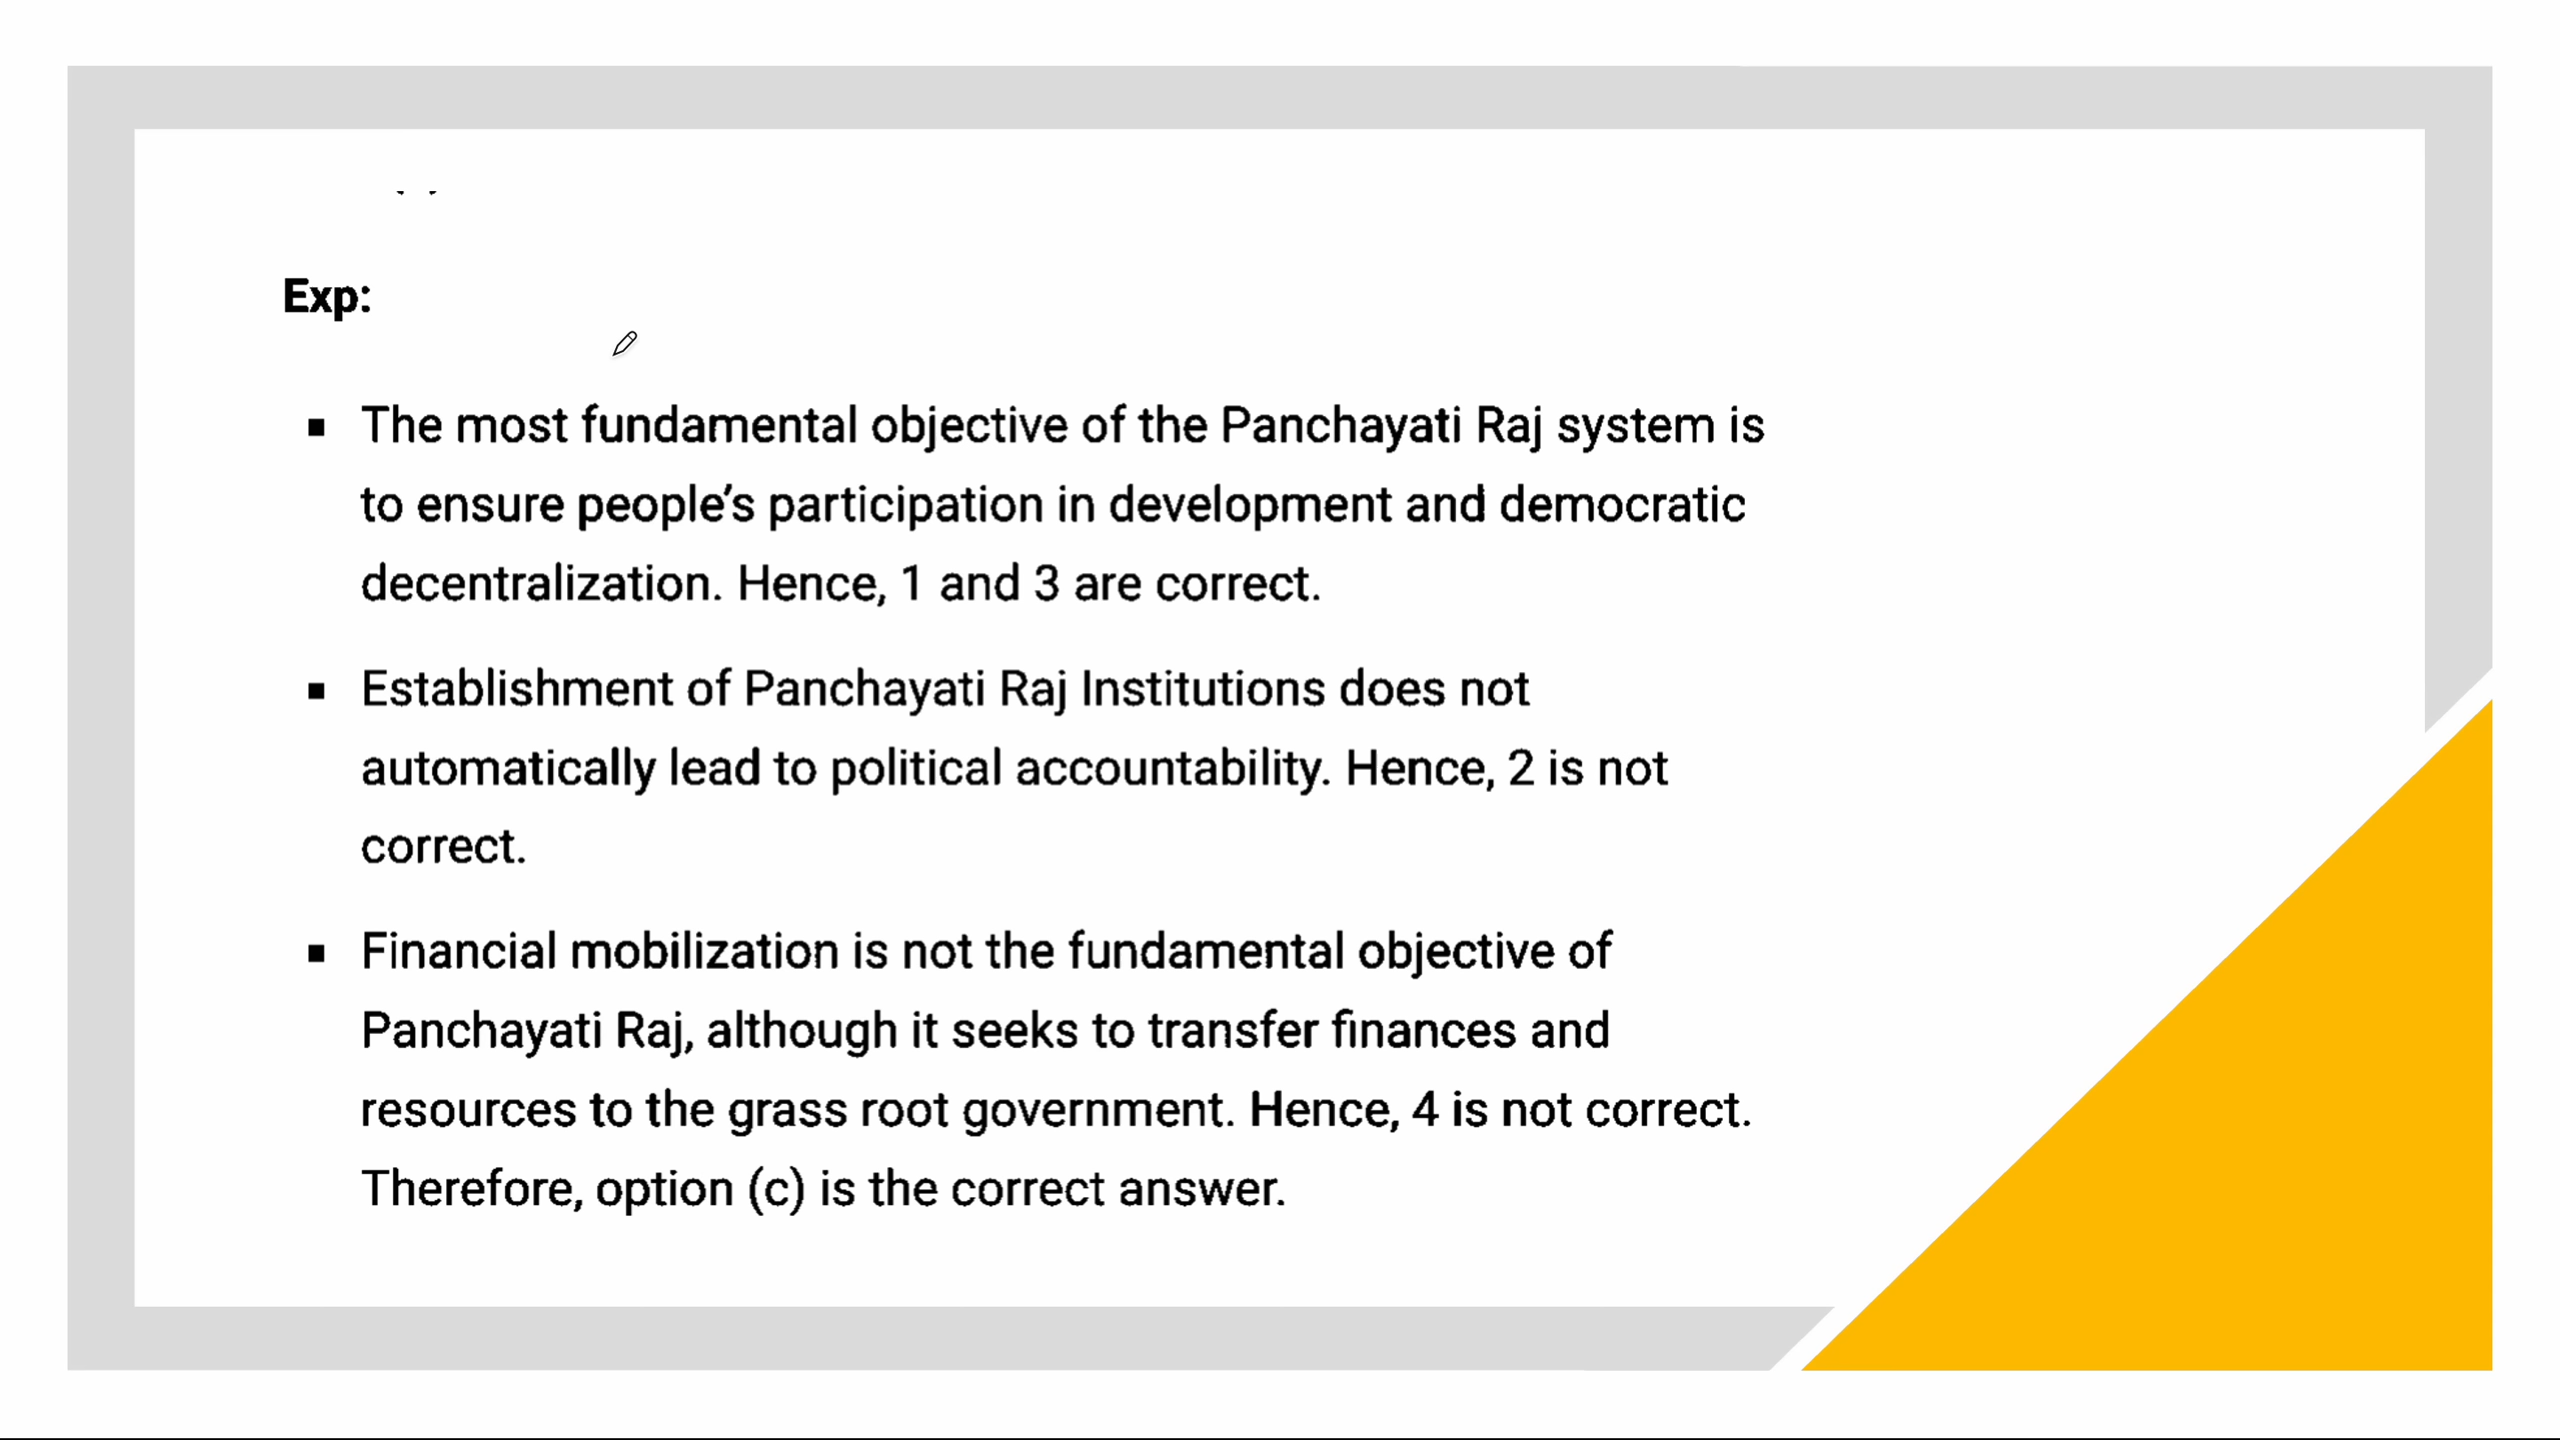 Exp:
▪ The most fundamental objective of the Panchayati Raj system is
to ensure people’s participation in development and democratic
decentralization. Hence, 1 and 3 are correct.
▪ Establishment of Panchayati Raj Institutions does not
automatically lead to political accountability. Hence, 2 is not
correct.
▪ Financial mobilization is not the fundamental objective of
Panchayati Raj, although it seeks to transfer finances and
resources to the grass root government. Hence, 4 is not correct.
Therefore, option (c) is the correct answer.